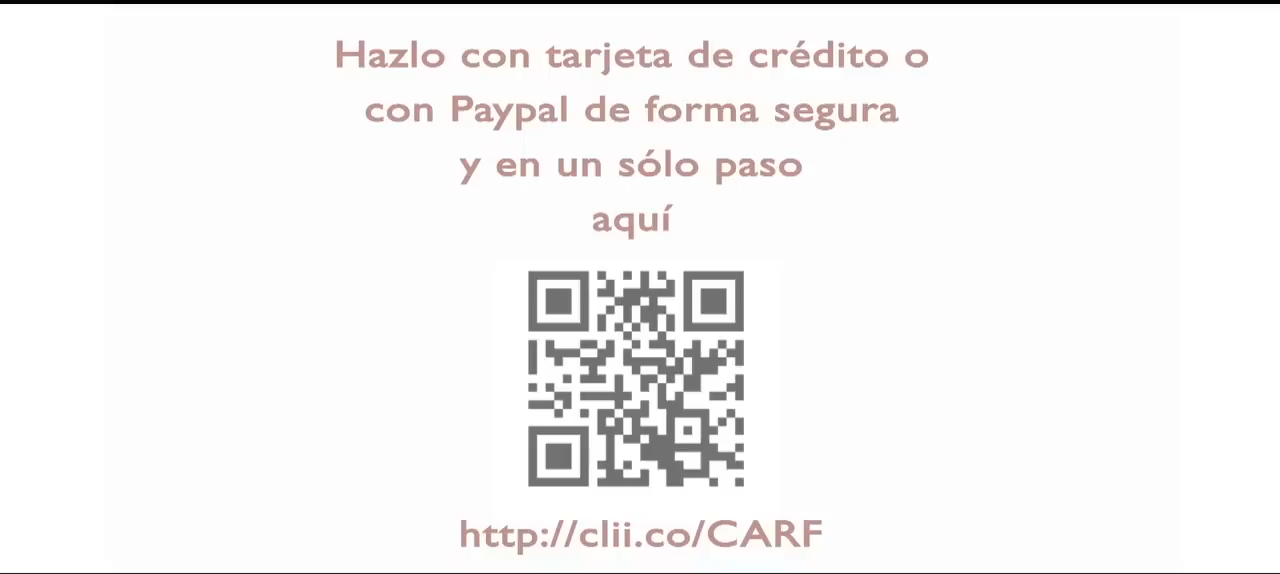 Hazlo con tarjeta de crédito o
con Paypal de forma segura
y en un sólo paso
aquí
http://clii.co/CARF